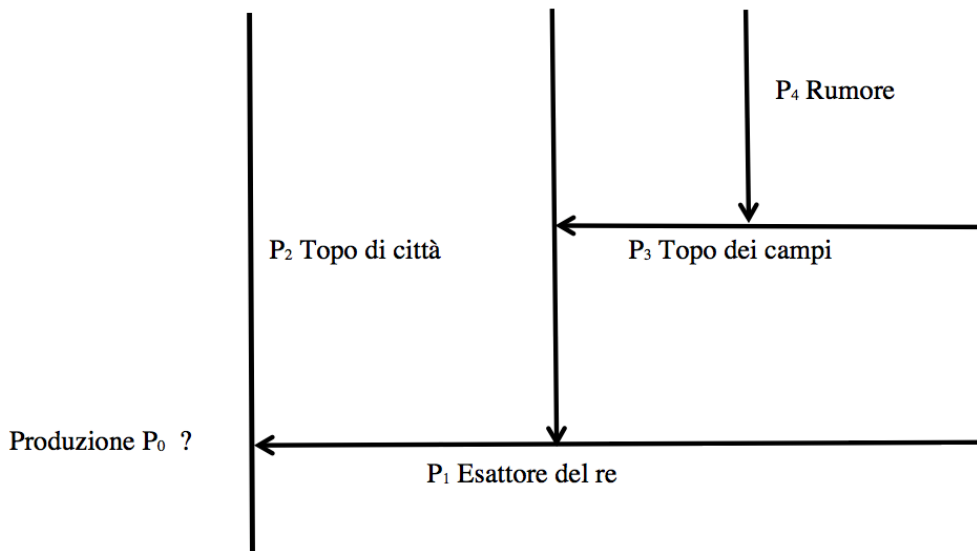 P₄ Rumore
P₂ Topo di città
P₃ Topo dei campi
Produzione P₀ ?
P₁ Esattore del re